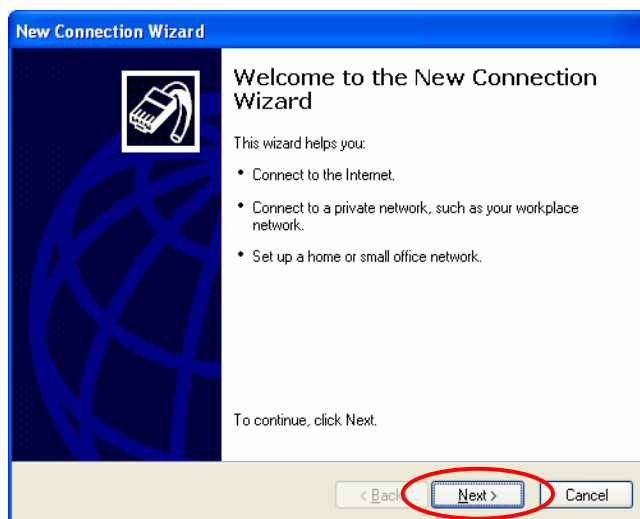 New Connection Wizard
Welcome to the New Connection
Wizard
This wizard helps you:
• Connect to the Internet.
• Connect to a private network, such as your workplace
network.
• Set up a home or small office network.
To continue, click Next.
< Back Next > Cancel